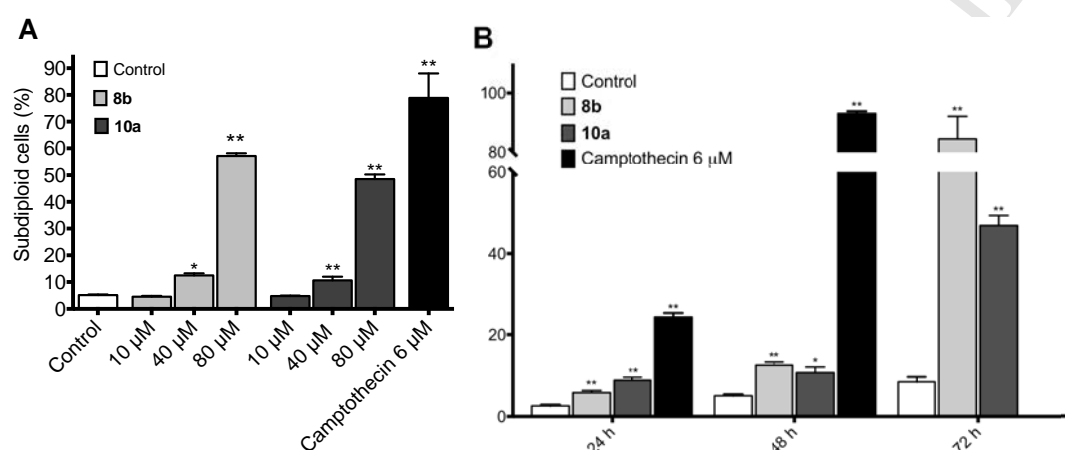 A
Subdiploid cells (%)
90
80
70
60
50
40
30
20
10
0
Control
8b
10a
**
*
**
**
**
**
Control
10 µM
40 µM
80 µM
10 µM
40 µM
80 µM
Camptothecin 6 µM
B
100
80
60
40
20
0
Control
8b
10a
Camptothecin 6 µM
**
**
**
**
*
**
**
**
24 h
48 h
72 h